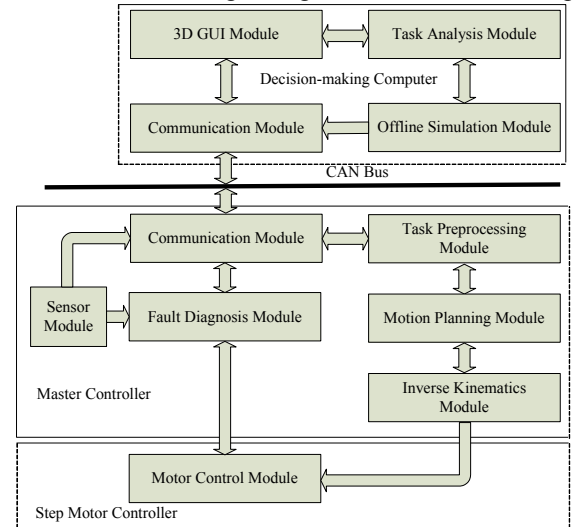 3D GUI Module
Task Analysis Module
Decision-making Computer
Communication Module
Offline Simulation Module
CAN Bus
Communication Module
Task Preprocessing
Module
Sensor
Module
Fault Diagnosis Module
Motion Planning Module
Master Controller
Inverse Kinematics
Module
Motor Control Module
Step Motor Controller